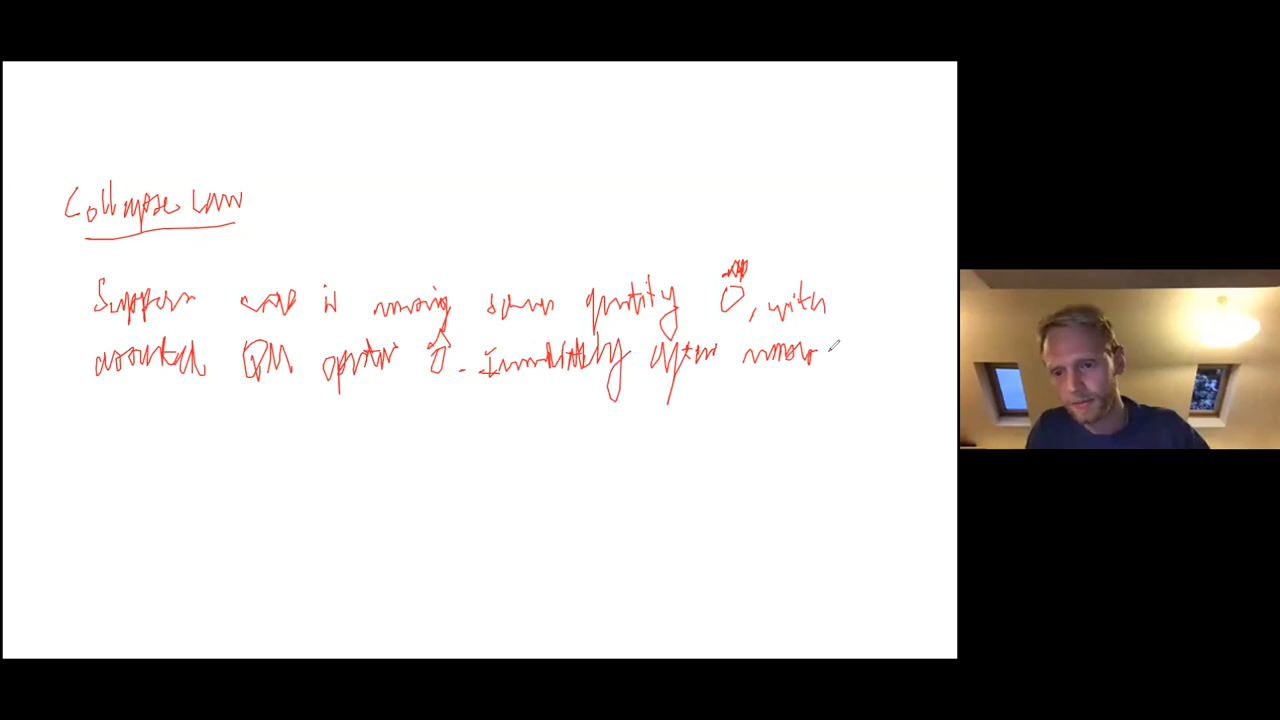 Collapse Law
Suppose one is measuring some quantity O, with
associated QM operator Ô. Immediately after measur